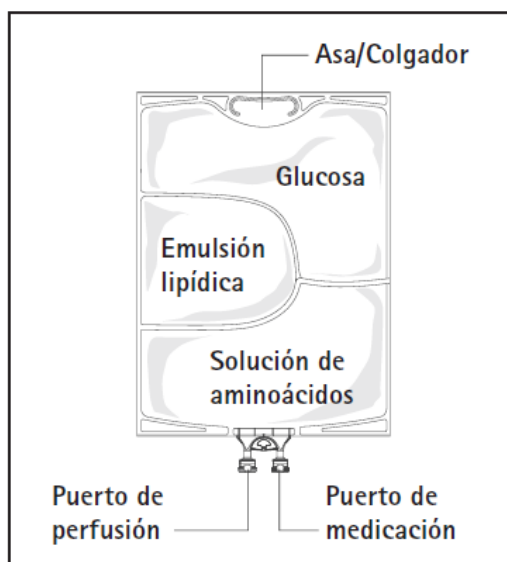 Asa/Colgador
Glucosa
Emulsión
lipídica
Solución de
aminoácidos
Puerto de
perfusión
Puerto de
medicación